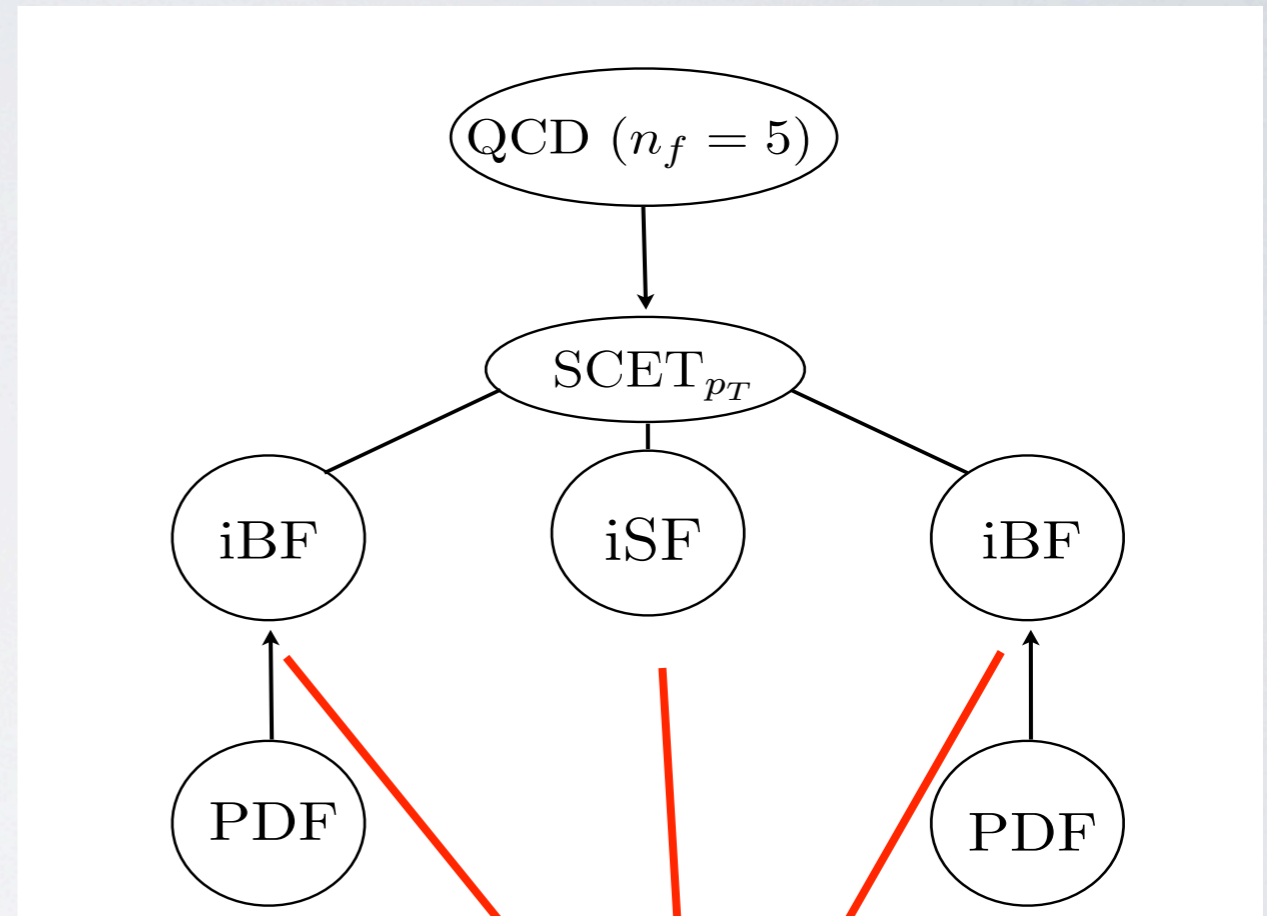 QCD (n_f = 5)
SCET_{p_T}
iBF iSF iBF
PDF PDF